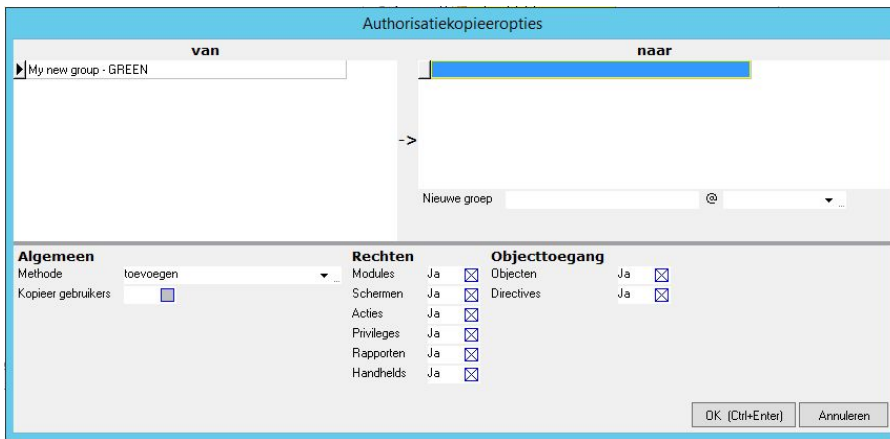 Authorisatiekopieeropties
van naar
My new group - GREEN
->
Nieuwe groep @ ...
Algemeen Rechten Objecttoegang
Methode toevoegen ... Modules Ja Objecten Ja
Kopieer gebruikers Schermen Ja Directives Ja
Acties Ja
Privileges Ja
Rapporten Ja
Handhelds Ja
OK (Ctrl+Enter) Annuleren